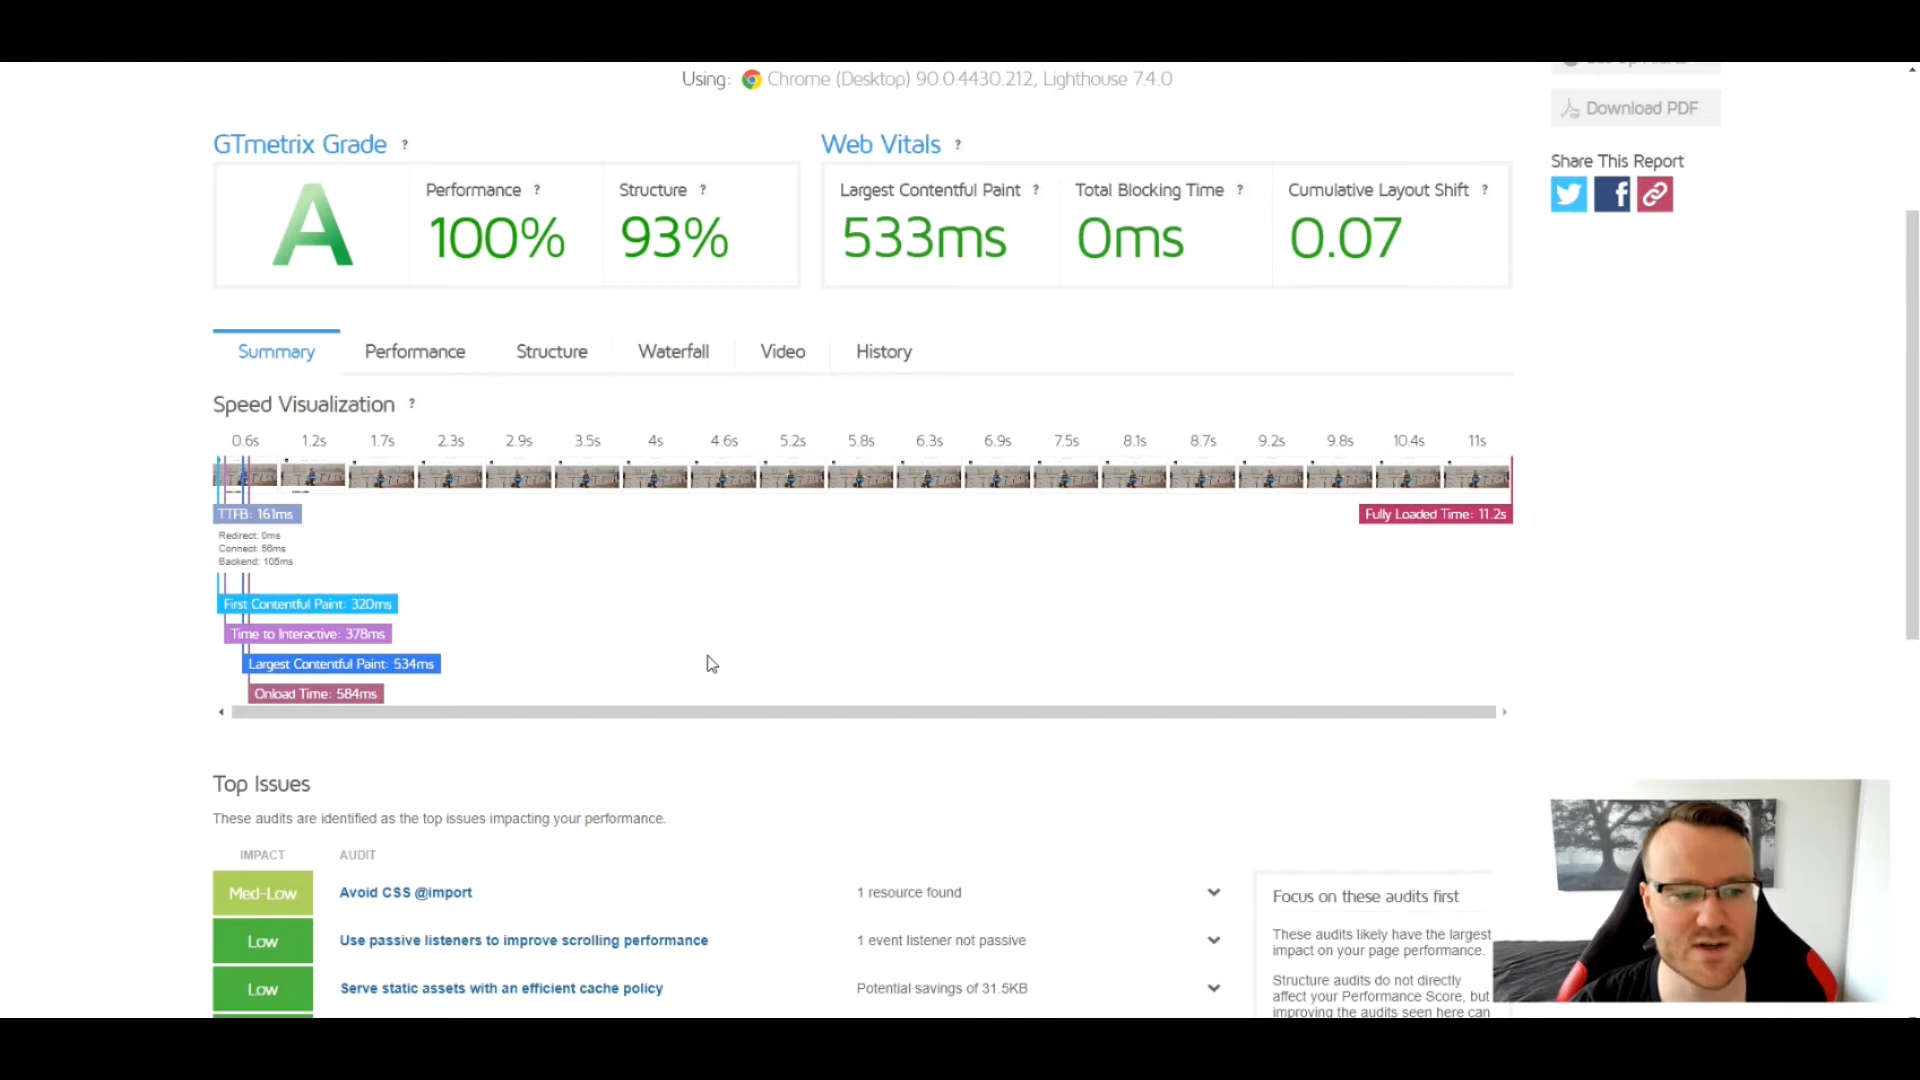 Using: Chrome (Desktop) 90.0.4430.212, Lighthouse 7.4.0
Download PDF
GTmetrix Grade ?
Web Vitals ?
Share This Report
Performance ?
Structure ?
Largest Contentful Paint ?
Total Blocking Time ?
Cumulative Layout Shift ?
A
100%
93%
533ms
0ms
0.07
Summary
Performance
Structure
Waterfall
Video
History
Speed Visualization ?
0.6s 1.2s 1.7s 2.3s 2.9s 3.5s 4s 4.6s 5.2s 5.8s 6.3s 6.9s 7.5s 8.1s 8.7s 9.2s 9.8s 10.4s 11s
TTFB: 161ms
Fully Loaded Time: 11.2s
Redirect: 0ms
Connect: 56ms
Backend: 105ms
First Contentful Paint: 320ms
Time to Interactive: 378ms
Largest Contentful Paint: 534ms
Onload Time: 584ms
Top Issues
These audits are identified as the top issues impacting your performance.
IMPACT
AUDIT
Med-Low
Avoid CSS @import
1 resource found
Low
Use passive listeners to improve scrolling performance
1 event listener not passive
Low
Serve static assets with an efficient cache policy
Potential savings of 31.5KB
Focus on these audits first
These audits likely have the largest
impact on your page performance.
Structure audits do not directly
affect your Performance Score, but
improving the audits seen here can